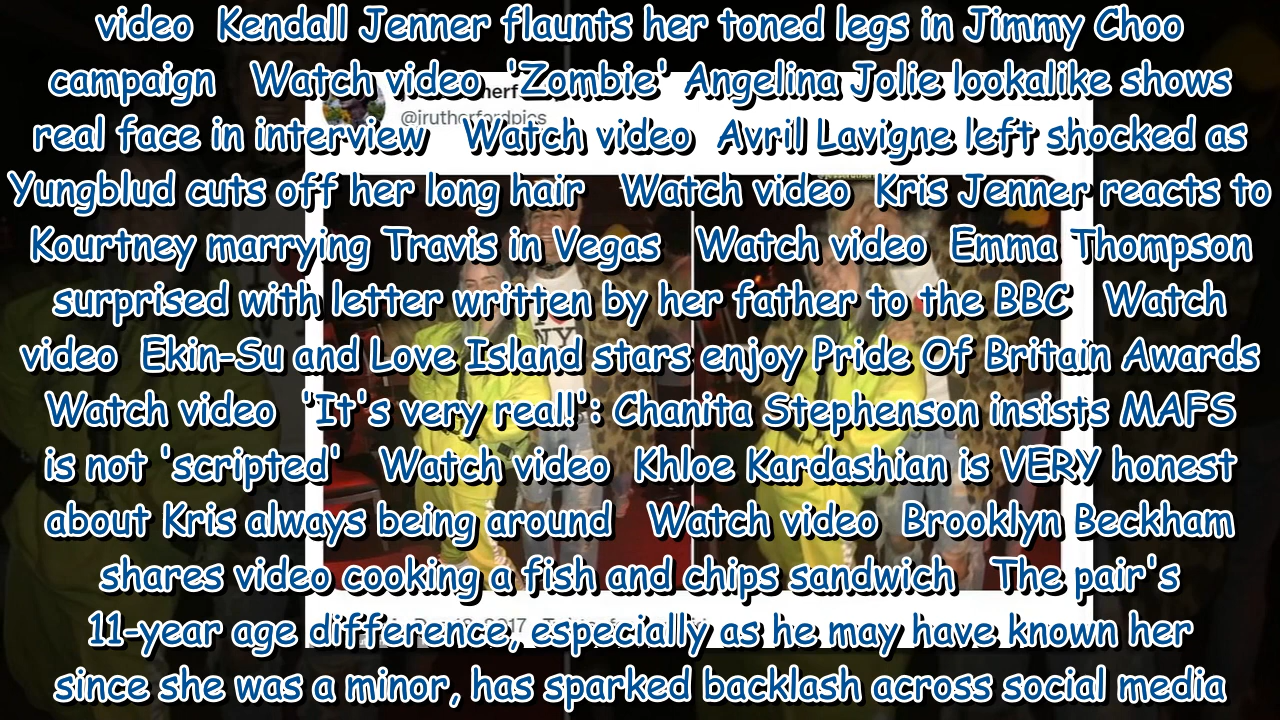 video Kendall Jenner flaunts her toned legs in Jimmy Choo
campaign Watch video 'Zombie' Angelina Jolie lookalike shows
@jrutherfordpics
real face in interview Watch video Avril Lavigne left shocked as
Yungblud cuts off her long hair Watch video Kris Jenner reacts to
Kourtney marrying Travis in Vegas Watch video Emma Thompson
surprised with letter written by her father to the BBC Watch
NY
video Ekin-Su and Love Island stars enjoy Pride Of Britain Awards
Watch video 'It's very real!': Chanita Stephenson insists MAFS
is not 'scripted' Watch video Khloe Kardashian is VERY honest
about Kris always being around Watch video Brooklyn Beckham
shares video cooking a fish and chips sandwich The pair's
11-year age difference, especially as he may have known her
2017
since she was a minor, has sparked backlash across social media